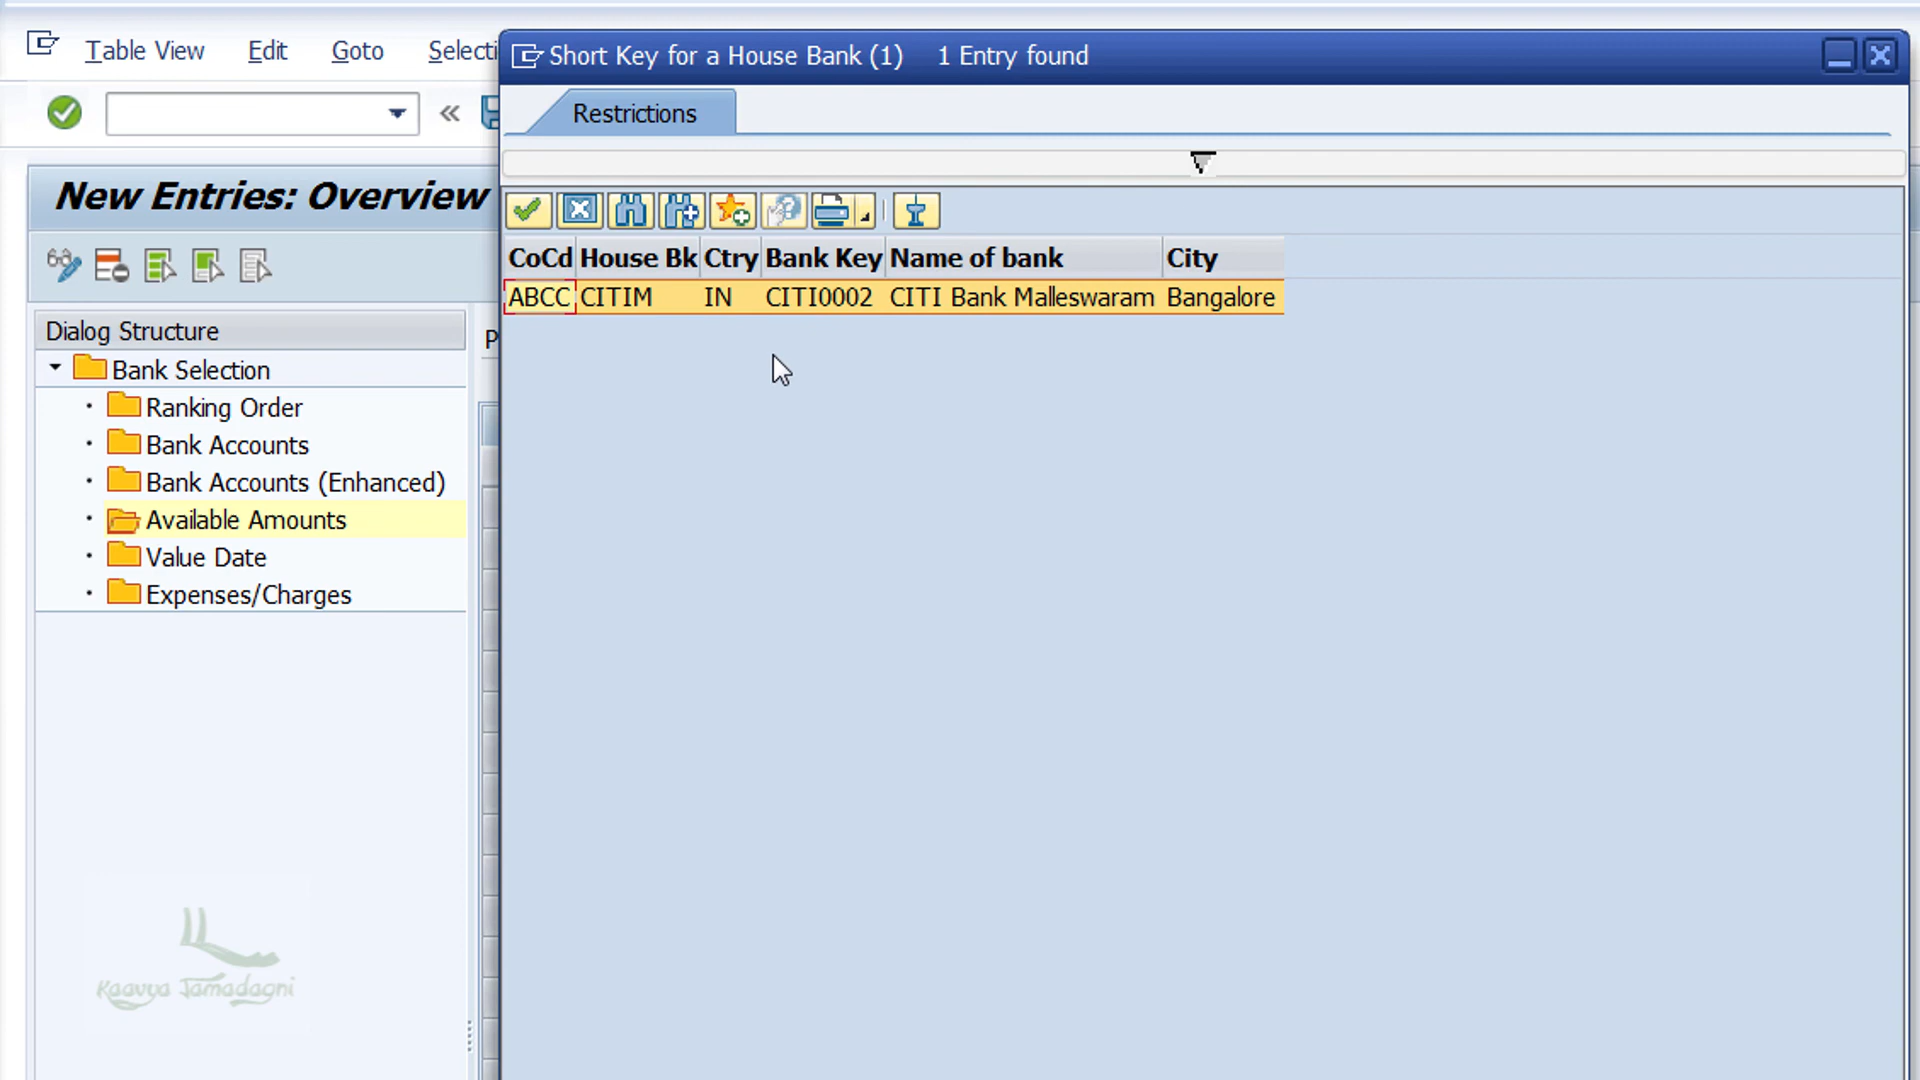 Table View Edit Goto Selecti
Short Key for a House Bank (1) 1 Entry found
Restrictions
New Entries: Overview
CoCd House Bk Ctry Bank Key Name of bank City
ABCC CITIM IN CITI0002 CITI Bank Malleswaram Bangalore
Dialog Structure
P
Bank Selection
Ranking Order
Bank Accounts
Bank Accounts (Enhanced)
Available Amounts
Value Date
Expenses/Charges
Kaavya Jamadagni